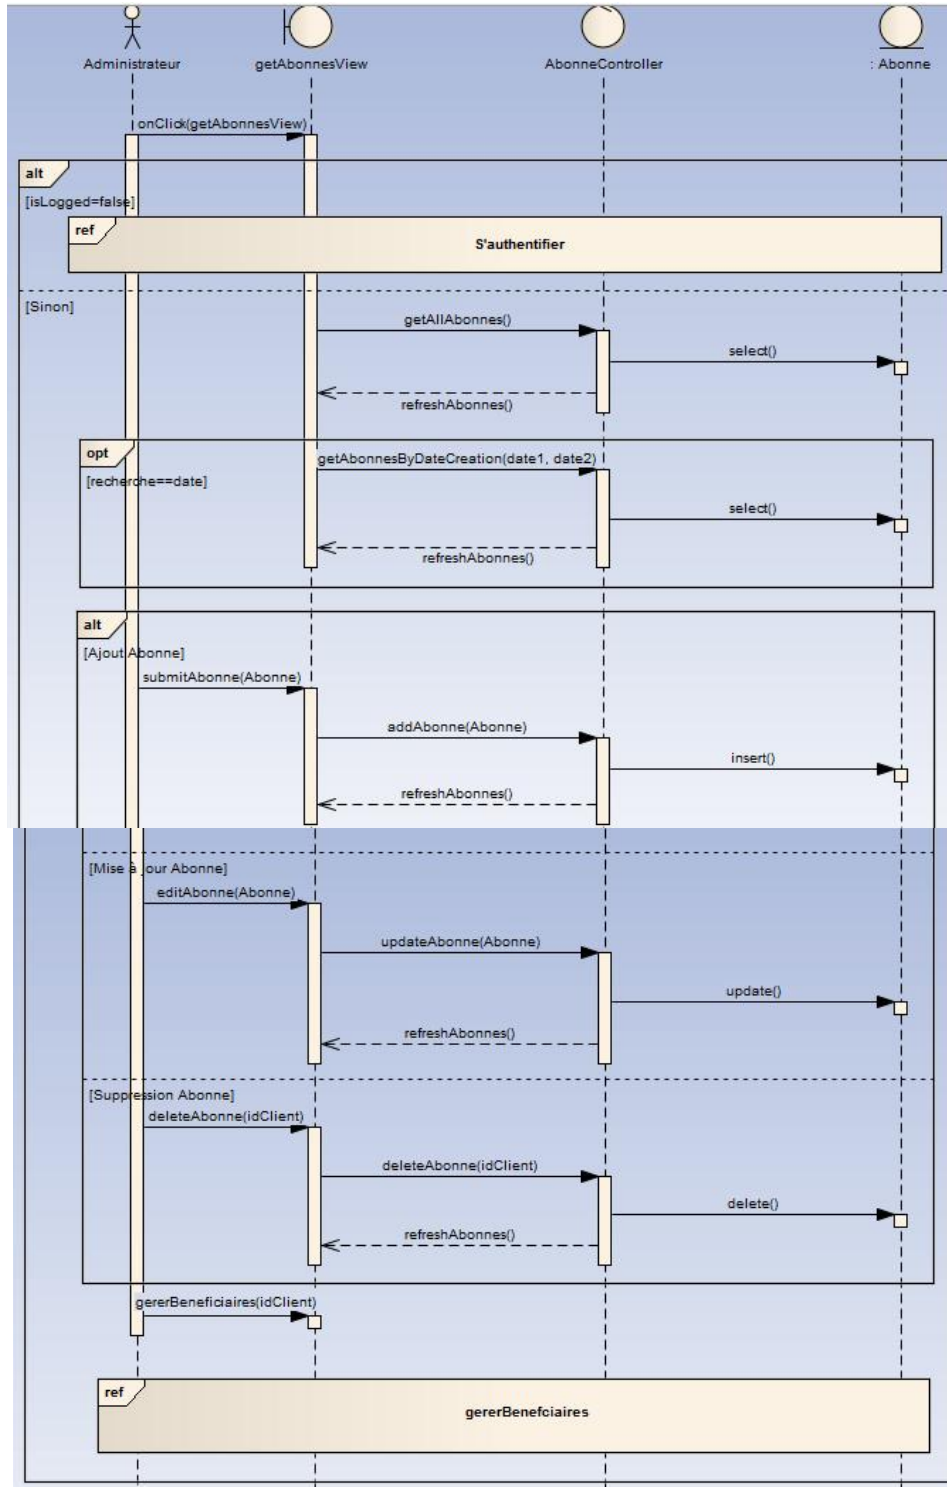 Administrateur
getAbonnesView
AbonneController
: Abonne
onClick(getAbonnesView)
alt
[isLogged=false]
ref
S'authentifier
[Sinon]
getAllAbonnes()
select()
refreshAbonnes()
opt
getAbonnesByDateCreation(date1, date2)
[recherche==date]
select()
refreshAbonnes()
alt
[Ajout Abonne]
submitAbonne(Abonne)
addAbonne(Abonne)
insert()
refreshAbonnes()
[Mise à jour Abonne]
editAbonne(Abonne)
updateAbonne(Abonne)
update()
refreshAbonnes()
[Suppression Abonne]
deleteAbonne(idClient)
deleteAbonne(idClient)
delete()
refreshAbonnes()
gererBeneficiaires(idClient)
ref
gererBenefciaires